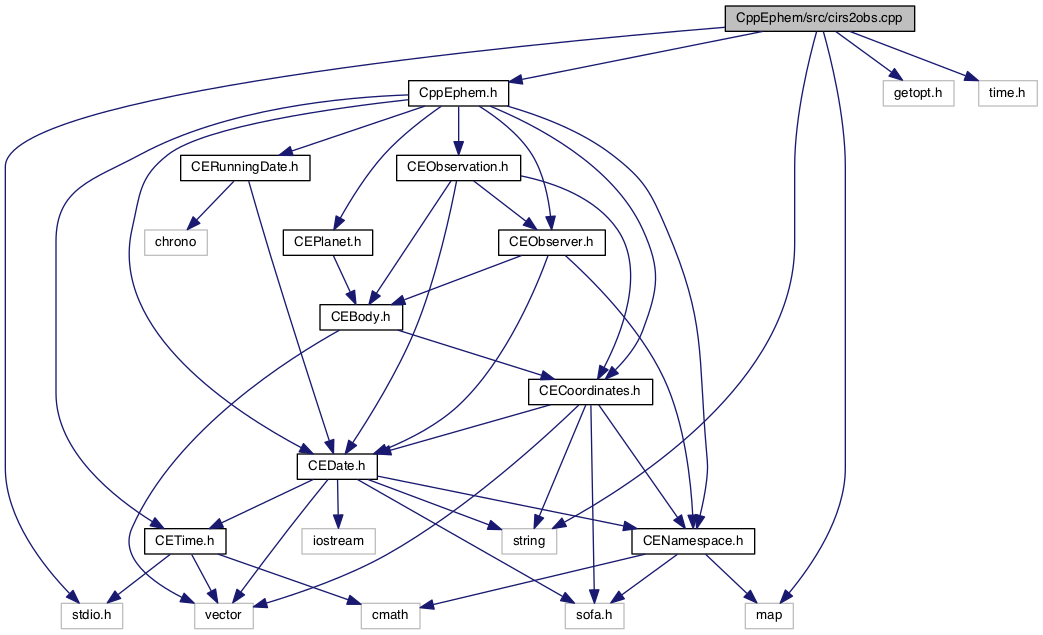 CppEphem/src/cirs2obs.cpp
CppEphem.h
getopt.h
time.h
CERunningDate.h
CEObservation.h
chrono
CEPlanet.h
CEObserver.h
CEBody.h
CECoordinates.h
CEDate.h
CETime.h
iostream
string
CENamespace.h
stdio.h
vector
cmath
sofa.h
map